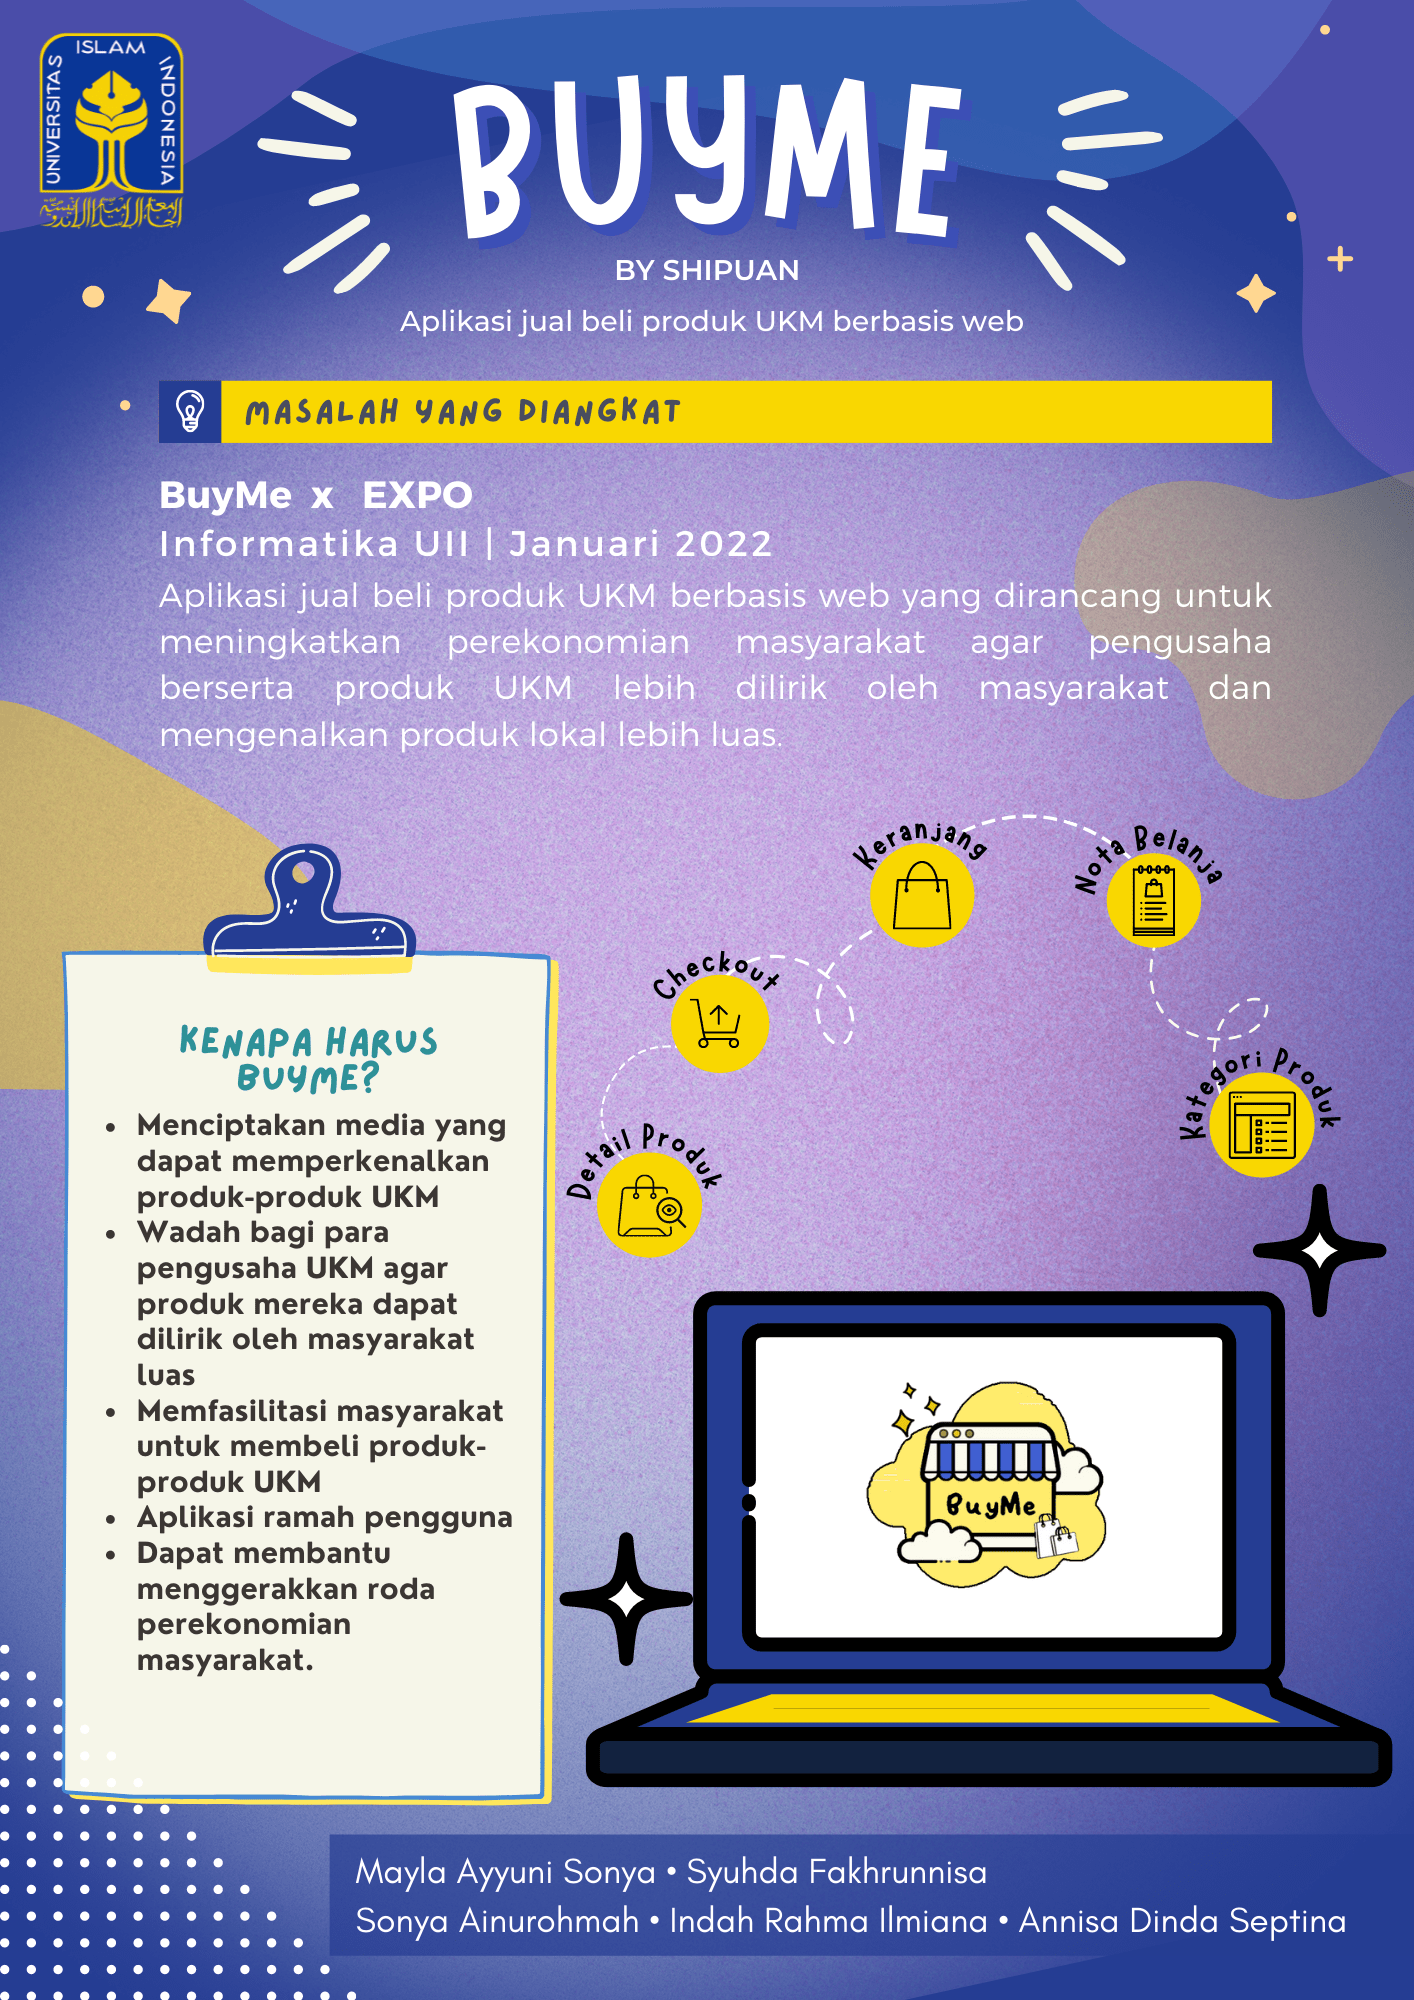 UNIVERSITAS
ISLAM
INDONESIA
BUYME
BY SHIPUAN
Aplikasi jual beli produk UKM berbasis web
MASALAH YANG DIANGKAT
BuyMe x EXPO
Informatika UII | Januari 2022
Aplikasi jual beli produk UKM berbasis web yang dirancang untuk
meningkatkan perekonomian masyarakat agar pengusaha
berserta produk UKM lebih dilirik oleh masyarakat dan
mengenalkan produk lokal lebih luas.
Keranjang
Nota Belanja
Checkout
Kategori Produk
Detail Produk
KENAPA HARUS
BUYME?
• Menciptakan media yang
dapat memperkenalkan
produk-produk UKM
• Wadah bagi para
pengusaha UKM agar
produk mereka dapat
dilirik oleh masyarakat
luas
• Memfasilitasi masyarakat
untuk membeli produk-
produk UKM
• Aplikasi ramah pengguna
• Dapat membantu
menggerakkan roda
perekonomian
masyarakat.
BuyMe
Mayla Ayyuni Sonya • Syuhda Fakhrunnisa
Sonya Ainurohmah • Indah Rahma Ilmiana • Annisa Dinda Septina